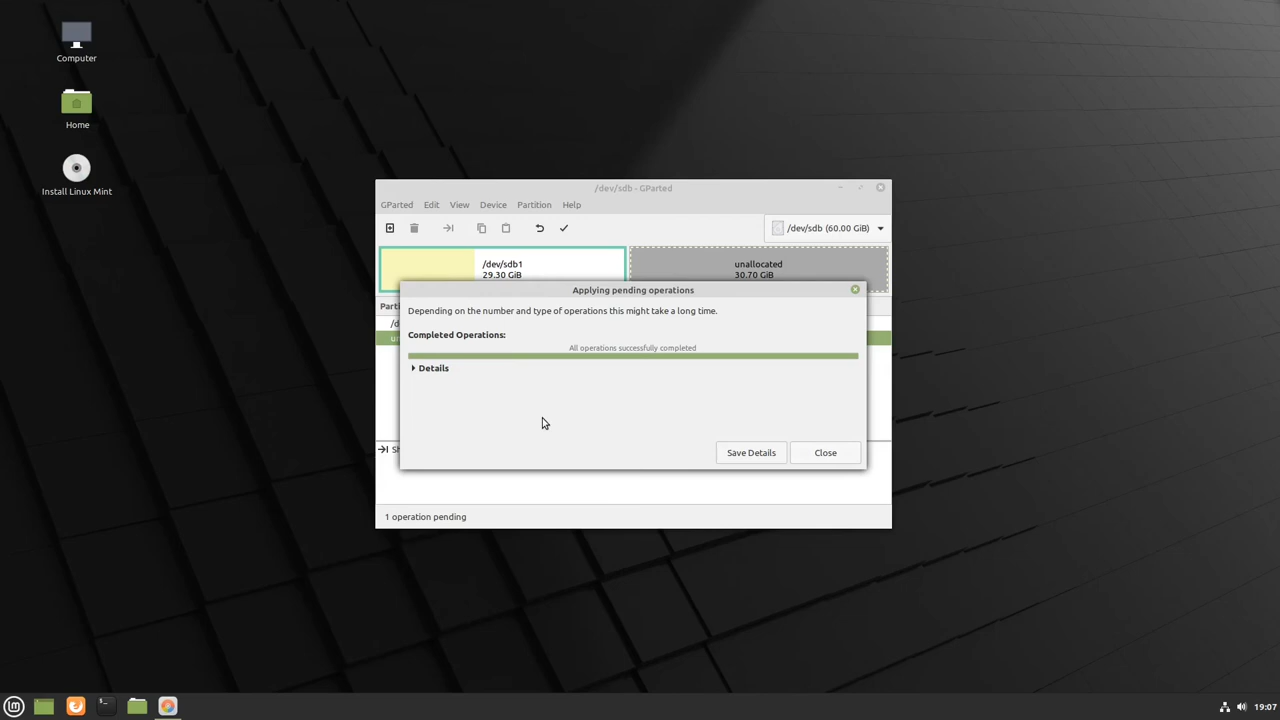 Computer
Home
Install Linux Mint
/dev/sdb - GParted
GParted Edit View Device Partition Help
/dev/sdb (60.00 GiB)
/dev/sdb1
29.30 GiB
unallocated
30.70 GiB
Applying pending operations
Depending on the number and type of operations this might take a long time.
Completed Operations:
All operations successfully completed
Details
Save Details
Close
1 operation pending
19:07